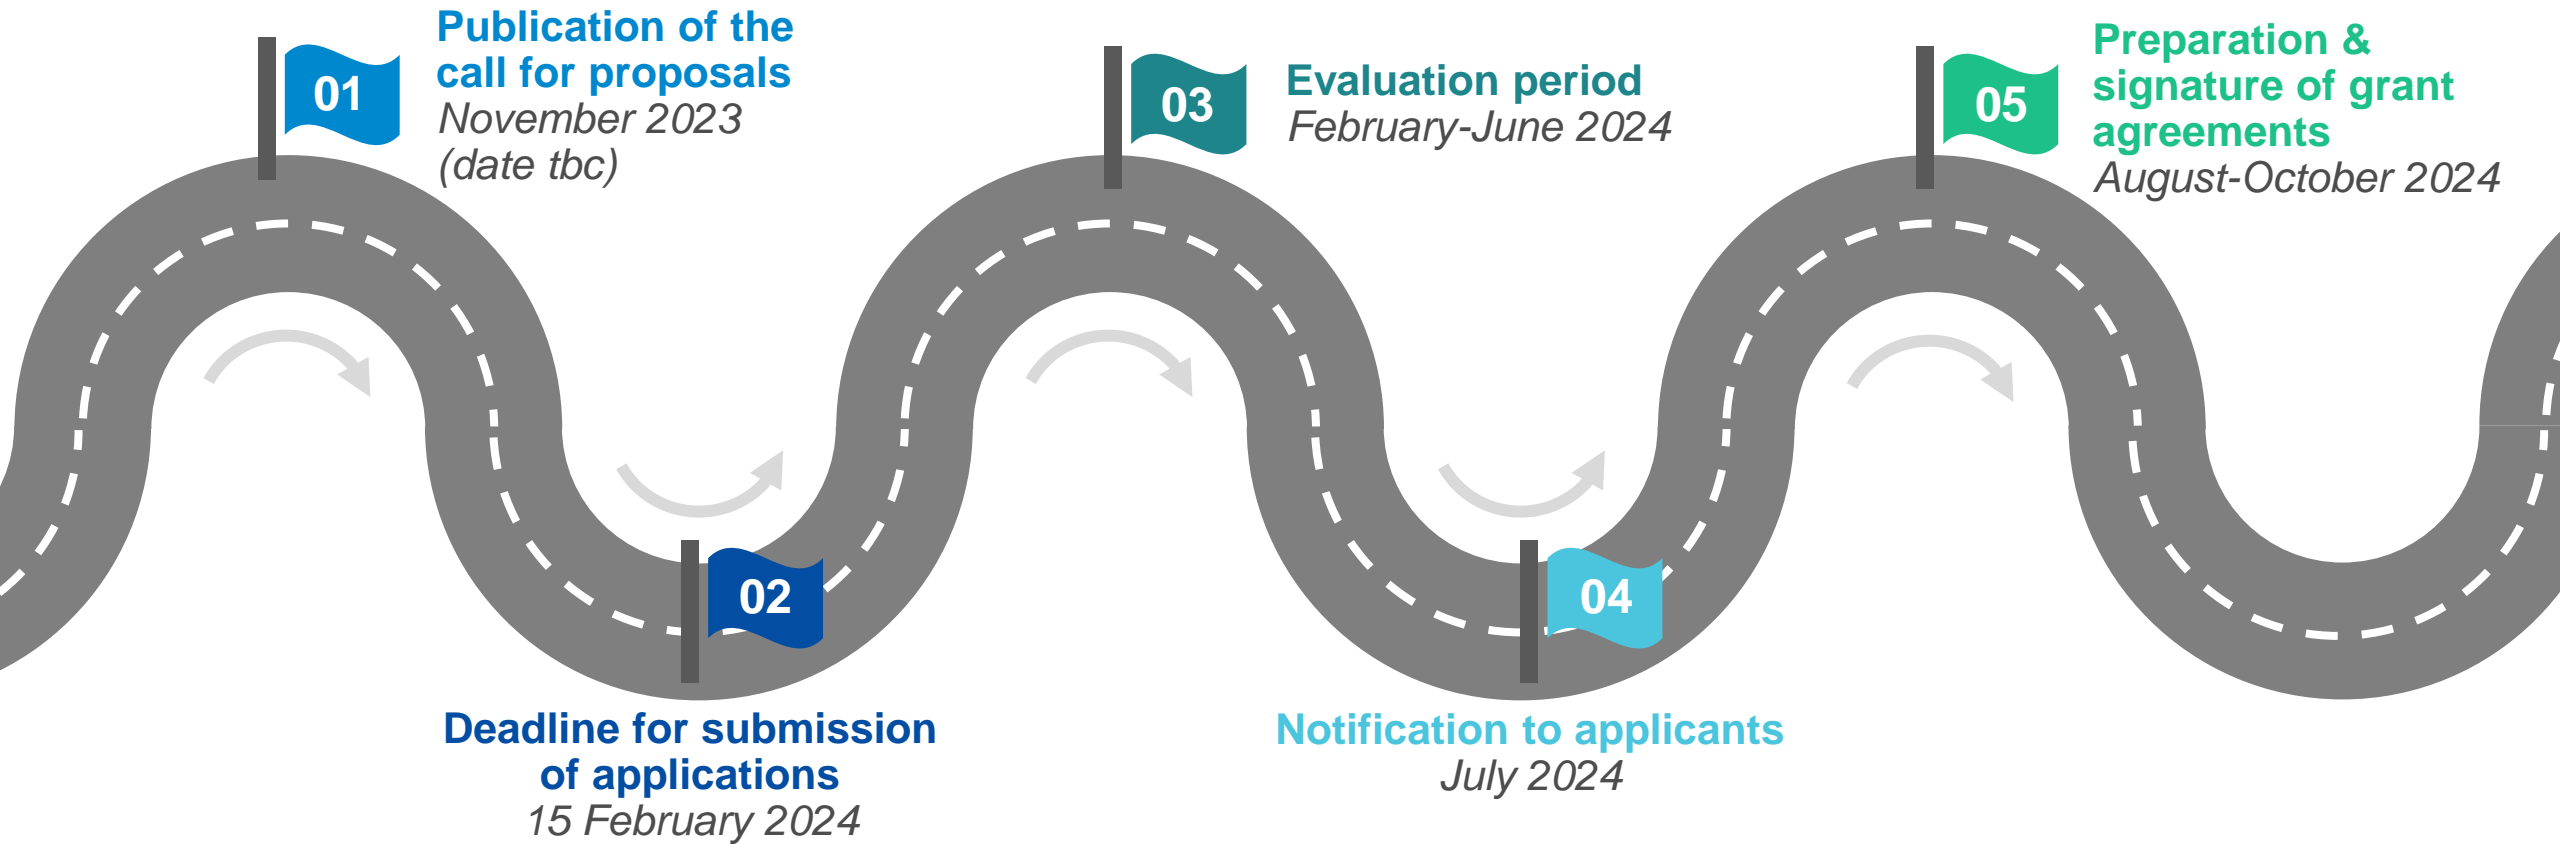 01
Publication of the
call for proposals
November 2023
(date tbc)
02
Deadline for submission
of applications
15 February 2024
03
Evaluation period
February-June 2024
04
Notification to applicants
July 2024
05
Preparation &
signature of grant
agreements
August-October 2024